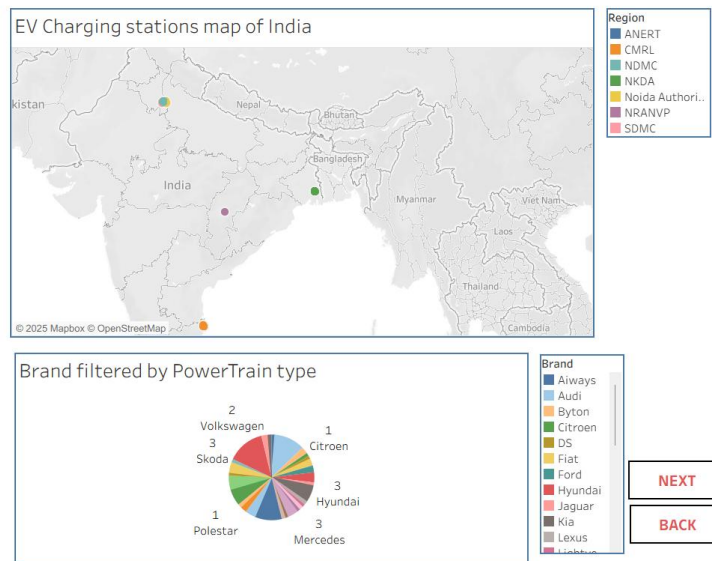 EV Charging stations map of India
kistan
Nepal
Bhutan
Bangladesh
India
Myanmar
Viet Nam
Laos
Thailand
Cambodia
© 2025 Mapbox © OpenStreetMap
Region
ANERT
CMRL
NDMC
NKDA
Noida Authori..
NRANVP
SDMC
Brand filtered by PowerTrain type
2
Volkswagen
1
Citroen
3
Skoda
3
Hyundai
1
Polestar
3
Mercedes
Brand
Aiways
Audi
Byton
Citroen
DS
Fiat
Ford
Hyundai
Jaguar
Kia
Lexus
NEXT
BACK